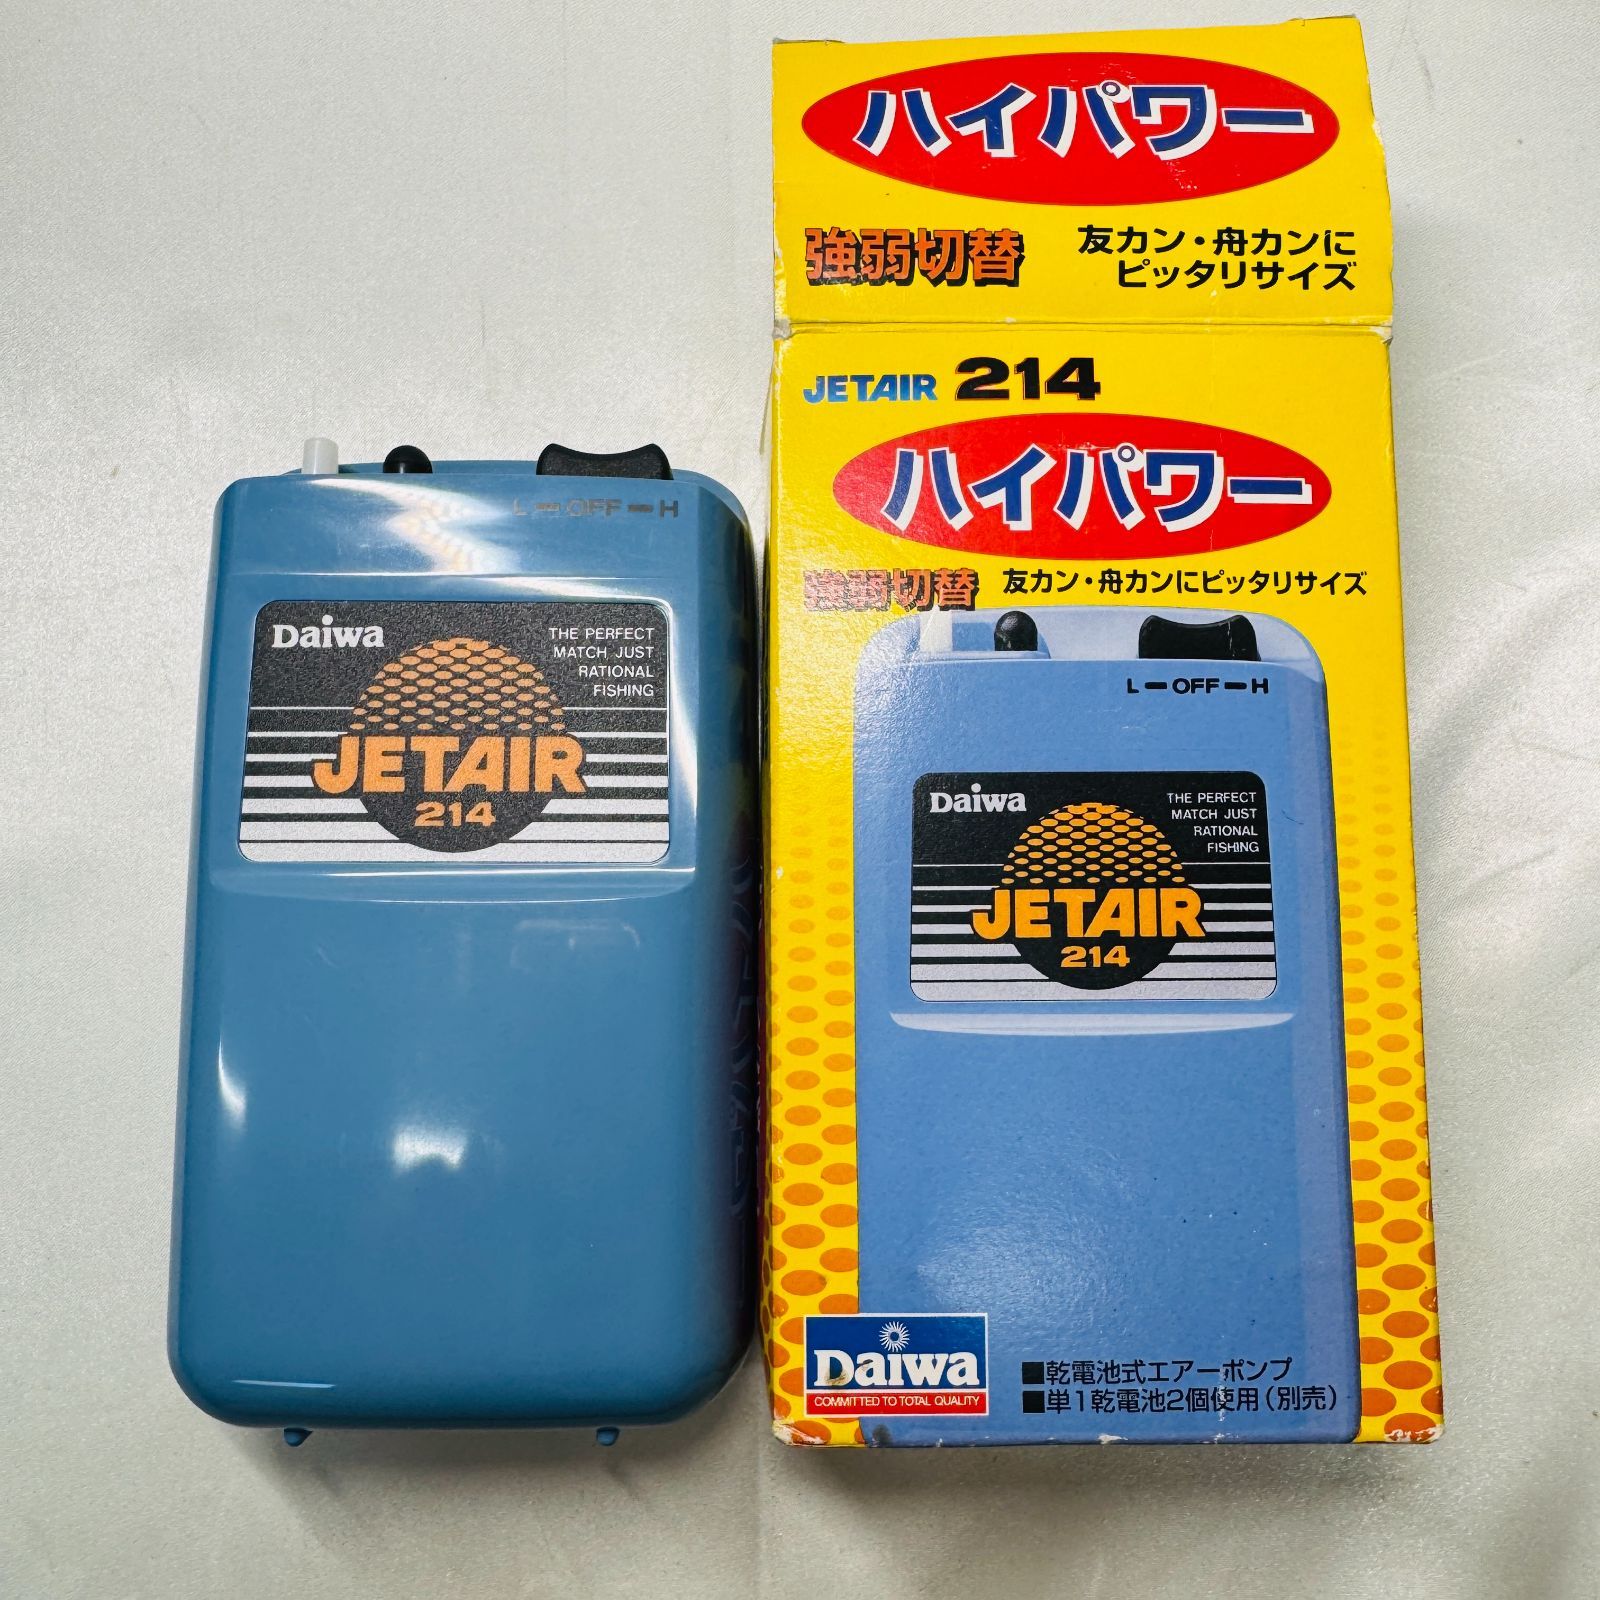 L OFF H
Daiwa
THE PERFECT
MATCH JUST
RATIONAL
FISHING
JETAIR
214
ハイパワー
強弱切替
友カン・舟カンに
ピッタリサイズ
JETAIR 214
ハイパワー
強弱切替 友カン・舟カンにピッタリサイズ
L OFF H
Daiwa
THE PERFECT
MATCH JUST
RATIONAL
FISHING
JETAIR
214
Daiwa
COMMITTED TO TOTAL QUALITY
■乾電池式エアーポンプ
■単1乾電池2個使用(別売)